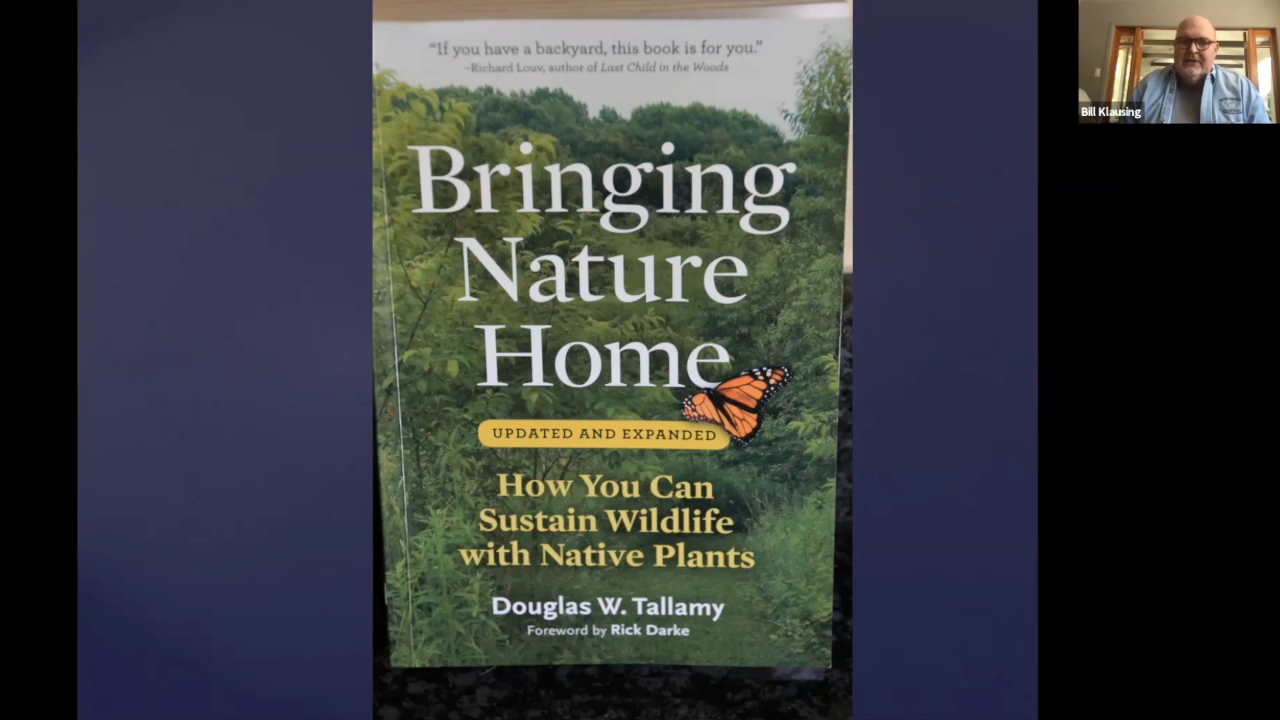 “If you have a backyard, this book is for you.”
–Richard Louv, author of Last Child in the Woods
Bringing
Nature
Home
UPDATED AND EXPANDED
How You Can
Sustain Wildlife
with Native Plants
Douglas W. Tallamy
Foreword by Rick Darke
Bill Klausing